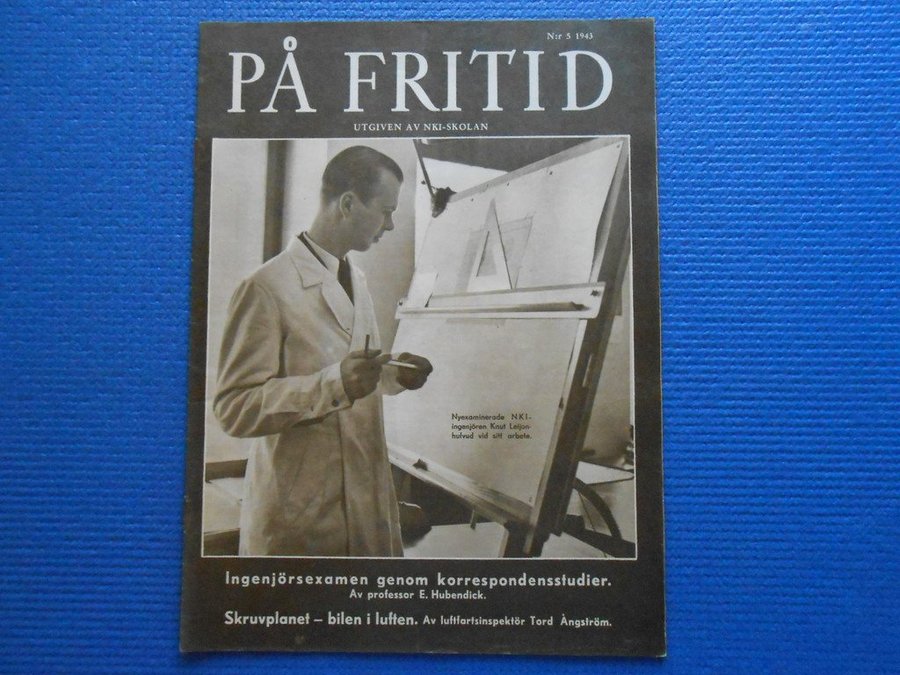 N:r 5 1943
PÅ FRITID
UTGIVEN AV NKI-SKOLAN
Nyexaminerade NKI-
ingenjören Knut Leijon-
hufvud vid sitt arbete.
Ingenjörsexamen genom korrespondensstudier.
Av professor E. Hubendick.
Skruvplanet – bilen i luften. Av luftfartsinspektör Tord Ångström.